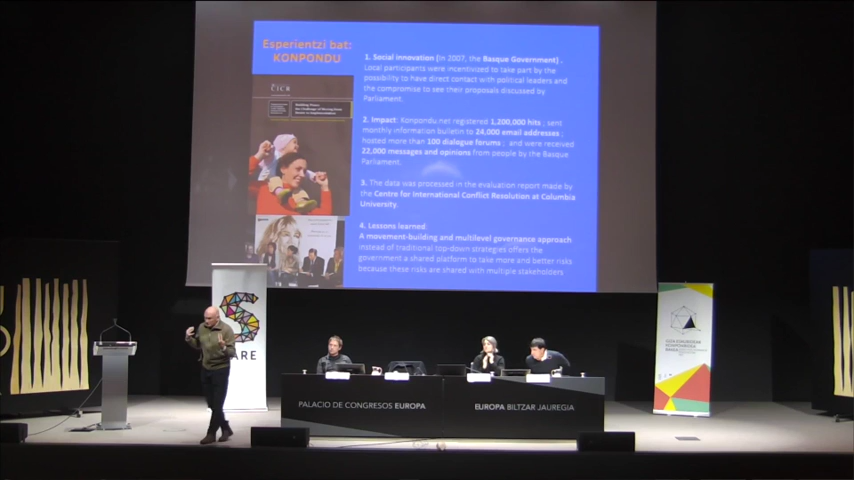 Esperientzi bat:
KONPONDU
1. Social innovation (In 2007, the Basque Government) .
Local participants were incentivized to take part by the
possibility to have direct contact with political leaders and
the compromise to see their proposals discussed by
Parliament.
2. Impact: Konpondu net registered 1,200,000 hits ; sent
monthly information bulletin to 24,000 email addresses ;
hosted more than 100 dialogue forums ; and were received
22,000 messages and opinions from people by the Basque
Parliament.
3. The data was processed in the evaluation report made by
the Centre for International Conflict Resolution at Columbia
University.
4. Lessons learned:
A movement-building and multilevel governance approach
instead of traditional top-down strategies offers the
government a shared platform to take more and better risks
because these risks are shared with multiple stakeholders
CICR
S
ARE
PALACIO DE CONGRESOS EUROPA
EUROPA BILTZAR JAUREGIA